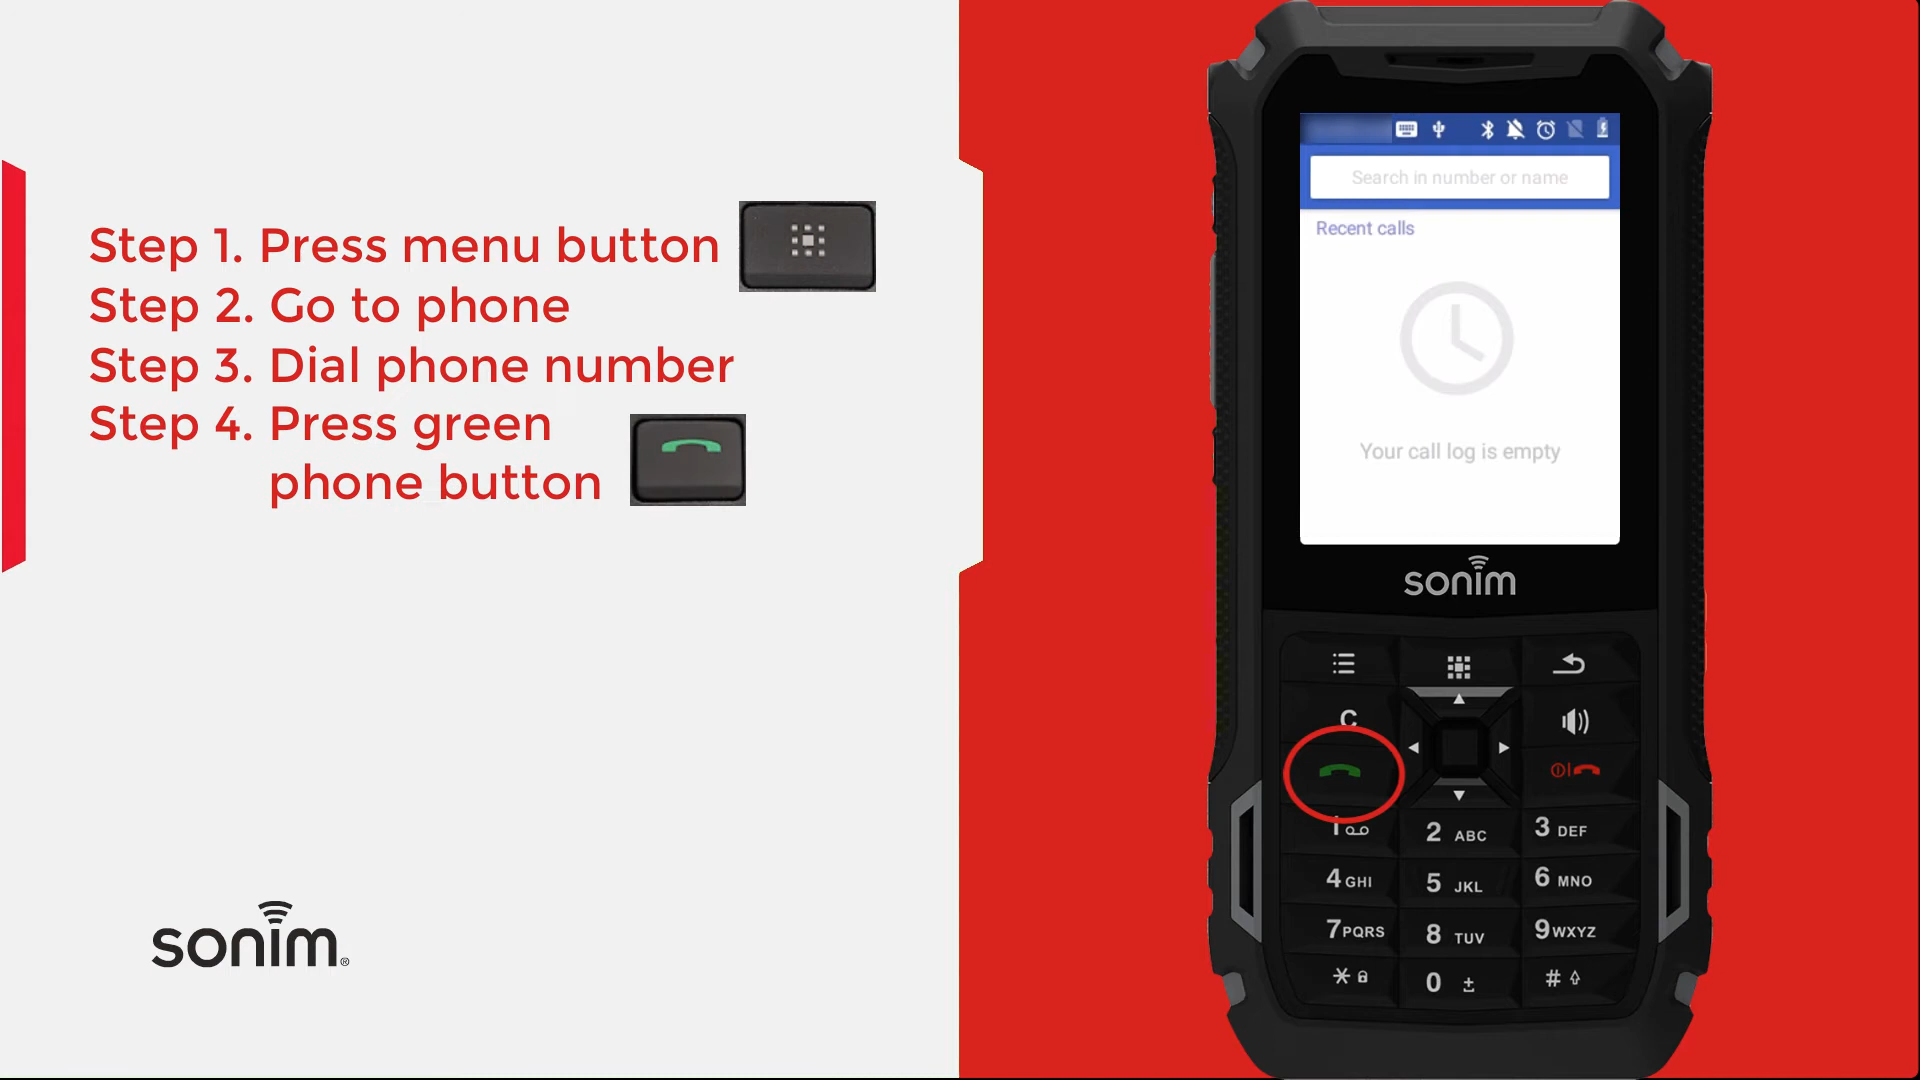 Step 1. Press menu button
Step 2. Go to phone
Step 3. Dial phone number
Step 4. Press green
phone button
sonim®
Search in number or name
Recent calls
Your call log is empty
sonim
C
1
2 ABC
3 DEF
4 GHI
5 JKL
6 MNO
7 PQRS
8 TUV
9 WXYZ
*
0 ±
#